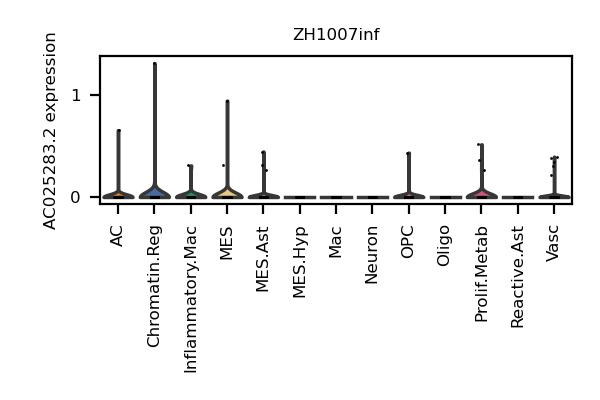 ZH1007inf
AC025283.2 expression
1
0
AC
Chromatin.Reg
Inflammatory.Mac
MES
MES.Ast
MES.Hyp
Mac
Neuron
OPC
Oligo
Prolif.Metab
Reactive.Ast
Vasc